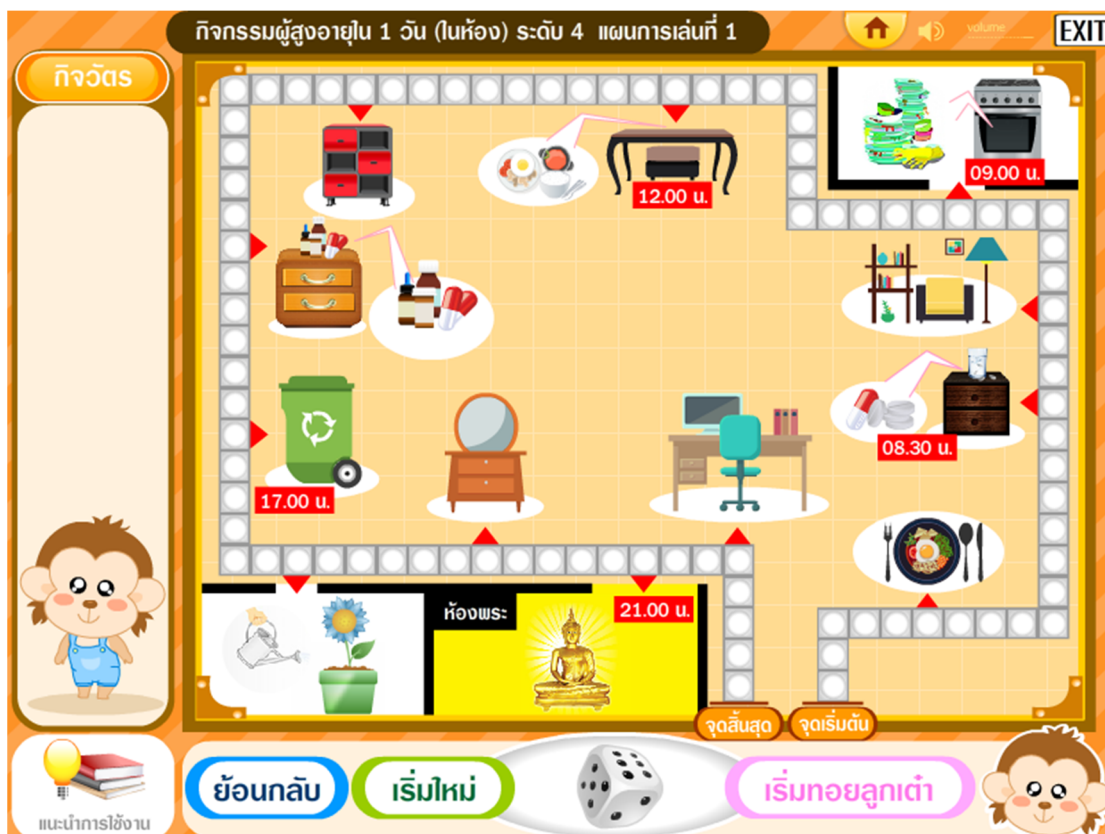 กิจกรรมผู้สูงอายุใน 1 วัน (ในห้อง) ระดับ 4 แผนการเล่นที่ 1
volume
EXIT
กิจวัตร
09.00 น.
12.00 น.
08.30 น.
17.00 น.
ห้องพระ
21.00 น.
จุดสิ้นสุด
จุดเริ่มต้น
ย้อนกลับ
เริ่มใหม่
เริ่มทอยลูกเต๋า
แนะนำการใช้งาน